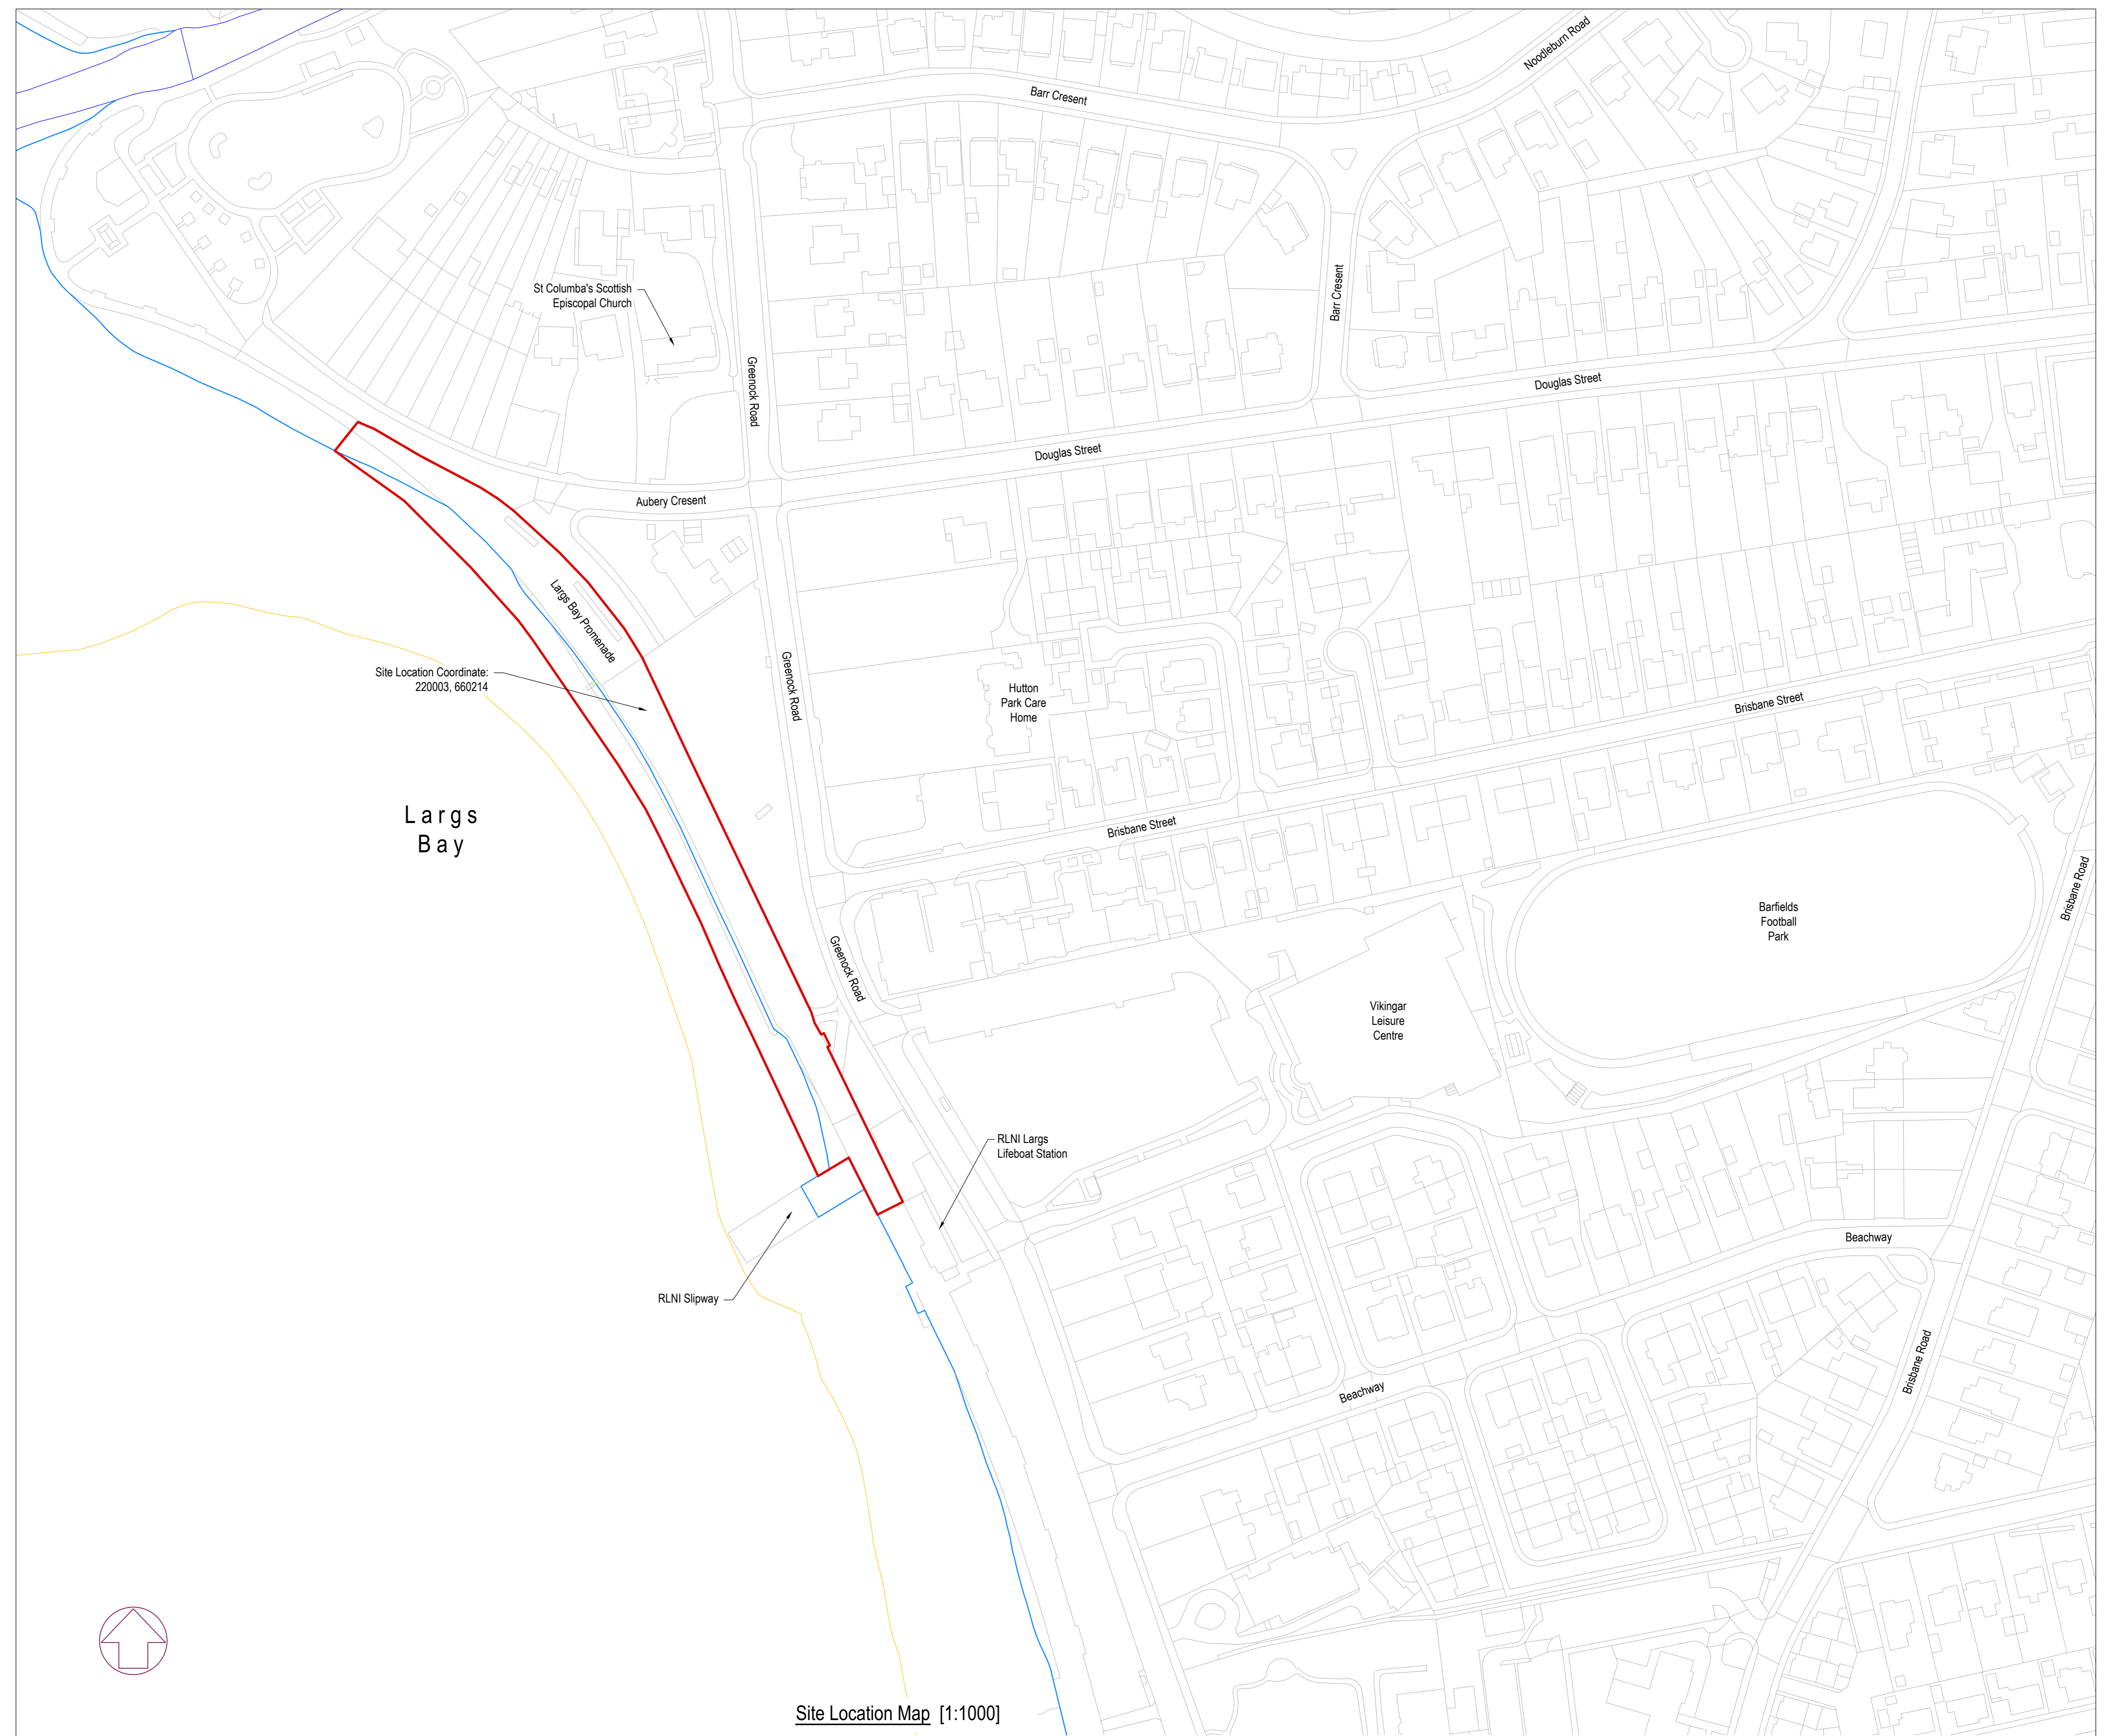 Noodleburn Road
Barr Cresent
St Columba's Scottish
Episcopal Church
Barr Cresent
Greenock Road
Douglas Street
Douglas Street
Aubery Cresent
Largs Bay Promenade
Site Location Coordinate:
220003, 660214
Greenock Road
Hutton
Park Care
Home
Brisbane Street
Largs
Bay
Brisbane Street
Brisbane Road
Barfields
Football
Park
Greenock Road
Vikingar
Leisure
Centre
RLNI Largs
Lifeboat Station
Beachway
RLNI Slipway
Brisbane Road
Beachway
Site Location Map [1:1000]